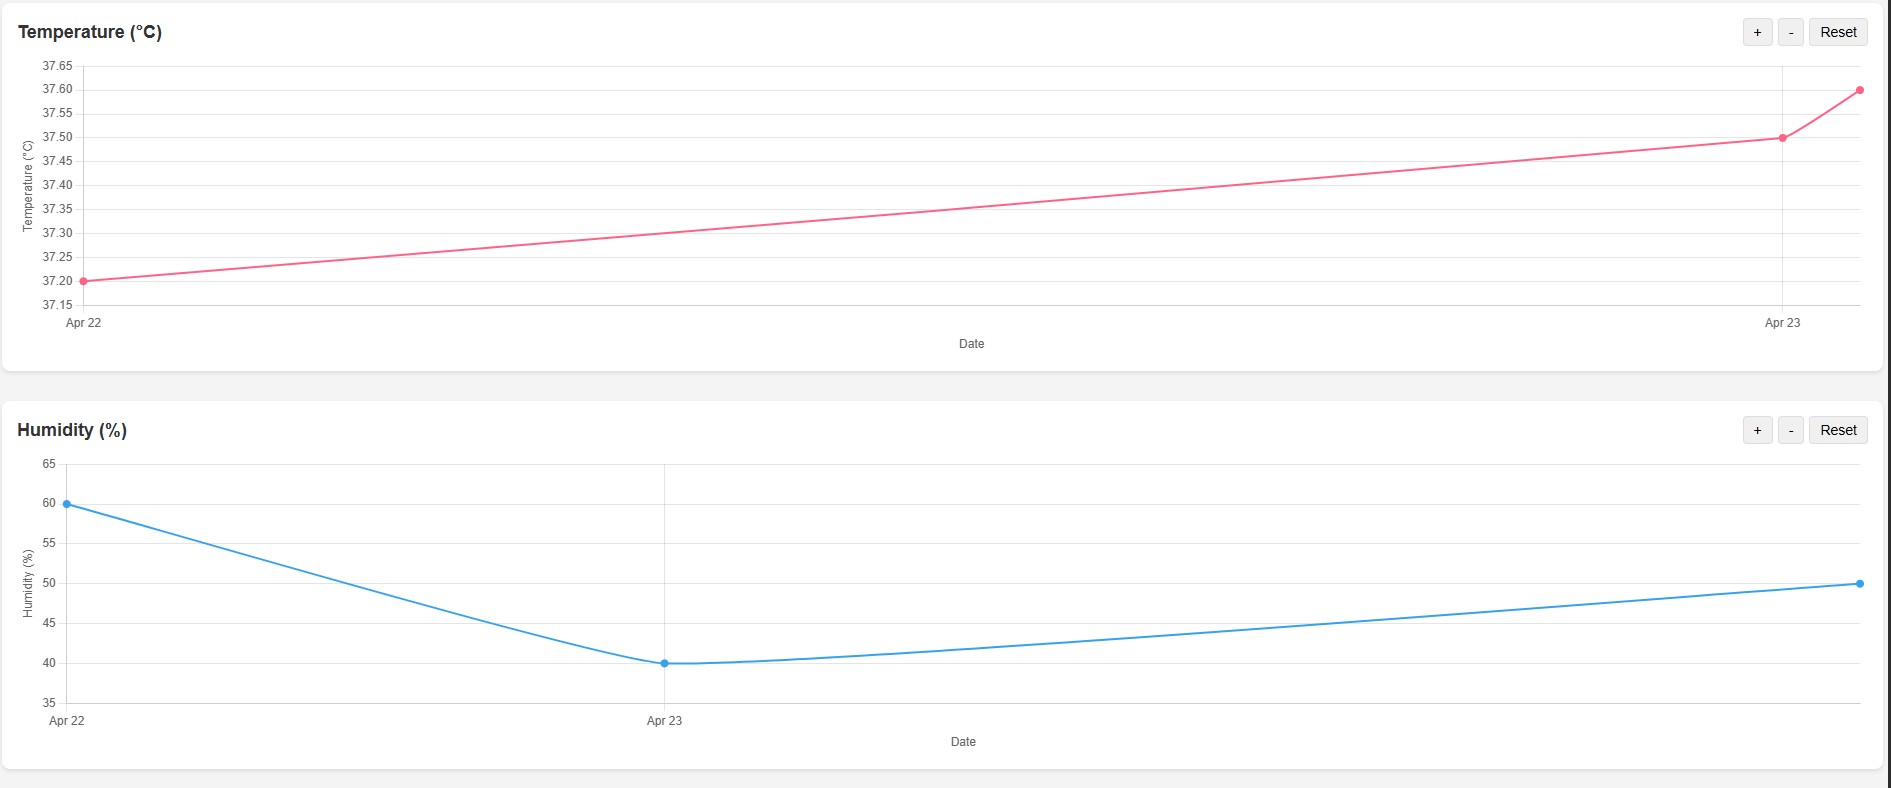 Temperature (°C)
+ - Reset
37.65
37.60
37.55
37.50
37.45
37.40
37.35
37.30
37.25
37.20
37.15
Temperature (°C)
Apr 22 Apr 23
Date
Humidity (%)
+ - Reset
65
60
55
50
45
40
35
Humidity (%)
Apr 22 Apr 23
Date